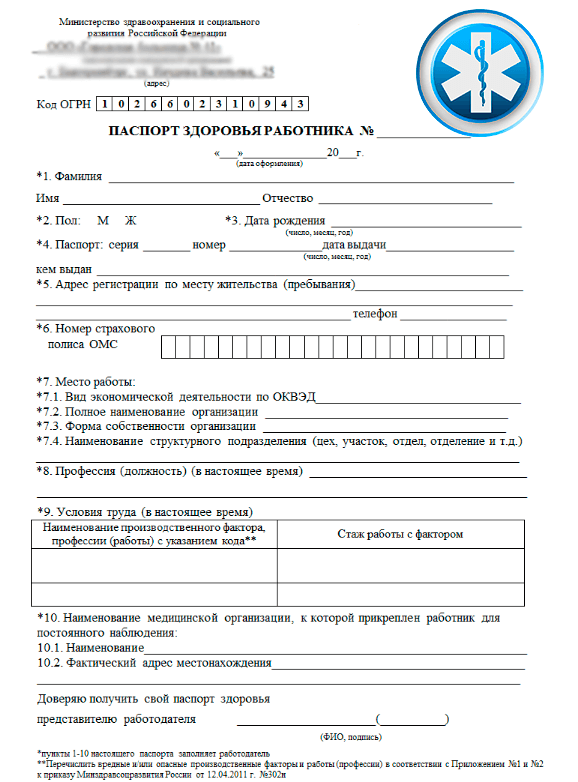 Министерство здравоохранения и социального
развития Российской Федерации
(адрес)
Код ОГРН 1 0 2 6 6 0 2 3 1 0 9 4 3
ПАСПОРТ ЗДОРОВЬЯ РАБОТНИКА № ____________
«___»______________20___г.
(дата оформления)
*1. Фамилия
Имя Отчество
*2. Пол: М Ж *3. Дата рождения
(число, месяц, год)
*4. Паспорт: серия ________ номер ________________дата выдачи
(число, месяц, год)
кем выдан
*5. Адрес регистрации по месту жительства (пребывания)
телефон
*6. Номер страхового
полиса ОМС
*7. Место работы:
*7.1. Вид экономической деятельности по ОКВЭД
*7.2. Полное наименование организации
*7.3. Форма собственности организации
*7.4. Наименование структурного подразделения (цех, участок, отдел, отделение и т.д.)
*8. Профессия (должность) (в настоящее время)
*9. Условия труда (в настоящее время)
Наименование производственного фактора,
профессии (работы) с указанием кода**
Стаж работы с фактором
*10. Наименование медицинской организации, к которой прикреплен работник для
постоянного наблюдения:
10.1. Наименование
10.2. Фактический адрес местонахождения
Доверяю получить свой паспорт здоровья
представителю работодателя ____________________(__________)
(ФИО, подпись)
*пункты 1-10 настоящего паспорта заполняет работодатель
**Перечислить вредные и/или опасные производственные факторы и работы (профессии) в соответствии с Приложением №1 и №2
к приказу Минздравсоцразвития России от 12.04.2011 г. №302н